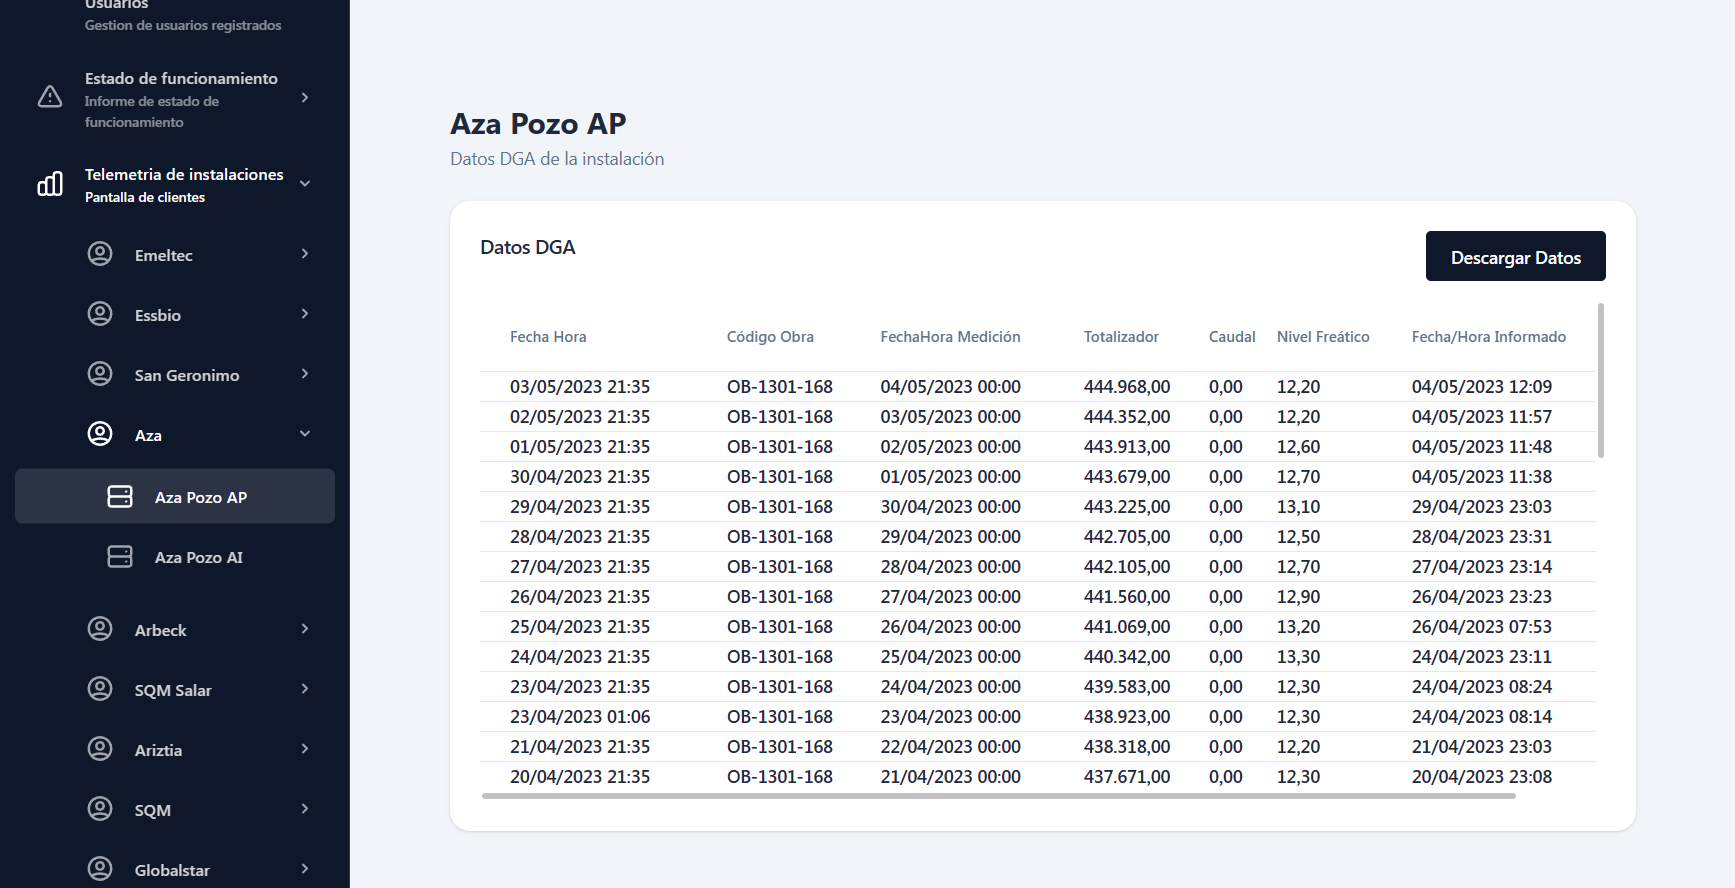 Usuarios
Gestion de usuarios registrados
Estado de funcionamiento
Informe de estado de
funcionamiento
Telemetria de instalaciones
Pantalla de clientes
Emeltec
Essbio
San Geronimo
Aza
Aza Pozo AP
Aza Pozo AI
Arbeck
SQM Salar
Ariztia
SQM
Globalstar
Aza Pozo AP
Datos DGA de la instalación
Datos DGA
Descargar Datos
Fecha Hora Código Obra FechaHora Medición Totalizador Caudal Nivel Freático Fecha/Hora Informado
03/05/2023 21:35 OB-1301-168 04/05/2023 00:00 444.968,00 0,00 12,20 04/05/2023 12:09
02/05/2023 21:35 OB-1301-168 03/05/2023 00:00 444.352,00 0,00 12,20 04/05/2023 11:57
01/05/2023 21:35 OB-1301-168 02/05/2023 00:00 443.913,00 0,00 12,60 04/05/2023 11:48
30/04/2023 21:35 OB-1301-168 01/05/2023 00:00 443.679,00 0,00 12,70 04/05/2023 11:38
29/04/2023 21:35 OB-1301-168 30/04/2023 00:00 443.225,00 0,00 13,10 29/04/2023 23:03
28/04/2023 21:35 OB-1301-168 29/04/2023 00:00 442.705,00 0,00 12,50 28/04/2023 23:31
27/04/2023 21:35 OB-1301-168 28/04/2023 00:00 442.105,00 0,00 12,70 27/04/2023 23:14
26/04/2023 21:35 OB-1301-168 27/04/2023 00:00 441.560,00 0,00 12,90 26/04/2023 23:23
25/04/2023 21:35 OB-1301-168 26/04/2023 00:00 441.069,00 0,00 13,20 26/04/2023 07:53
24/04/2023 21:35 OB-1301-168 25/04/2023 00:00 440.342,00 0,00 13,30 24/04/2023 23:11
23/04/2023 21:35 OB-1301-168 24/04/2023 00:00 439.583,00 0,00 12,30 24/04/2023 08:24
23/04/2023 01:06 OB-1301-168 23/04/2023 00:00 438.923,00 0,00 12,30 24/04/2023 08:14
21/04/2023 21:35 OB-1301-168 22/04/2023 00:00 438.318,00 0,00 12,20 21/04/2023 23:03
20/04/2023 21:35 OB-1301-168 21/04/2023 00:00 437.671,00 0,00 12,30 20/04/2023 23:08